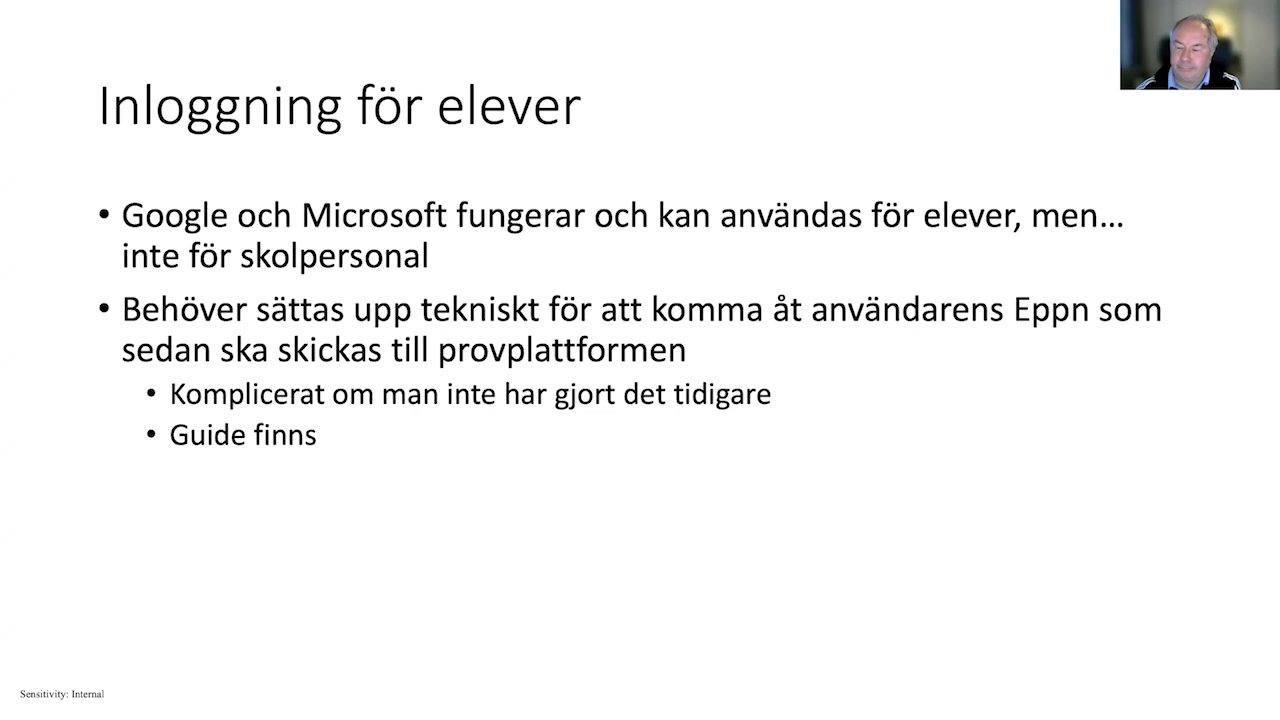 Inloggning för elever
• Google och Microsoft fungerar och kan användas för elever, men…
inte för skolpersonal
• Behöver sättas upp tekniskt för att komma åt användarens Eppn som
sedan ska skickas till provplattformen
• Komplicerat om man inte har gjort det tidigare
• Guide finns
Sensitivity: Internal